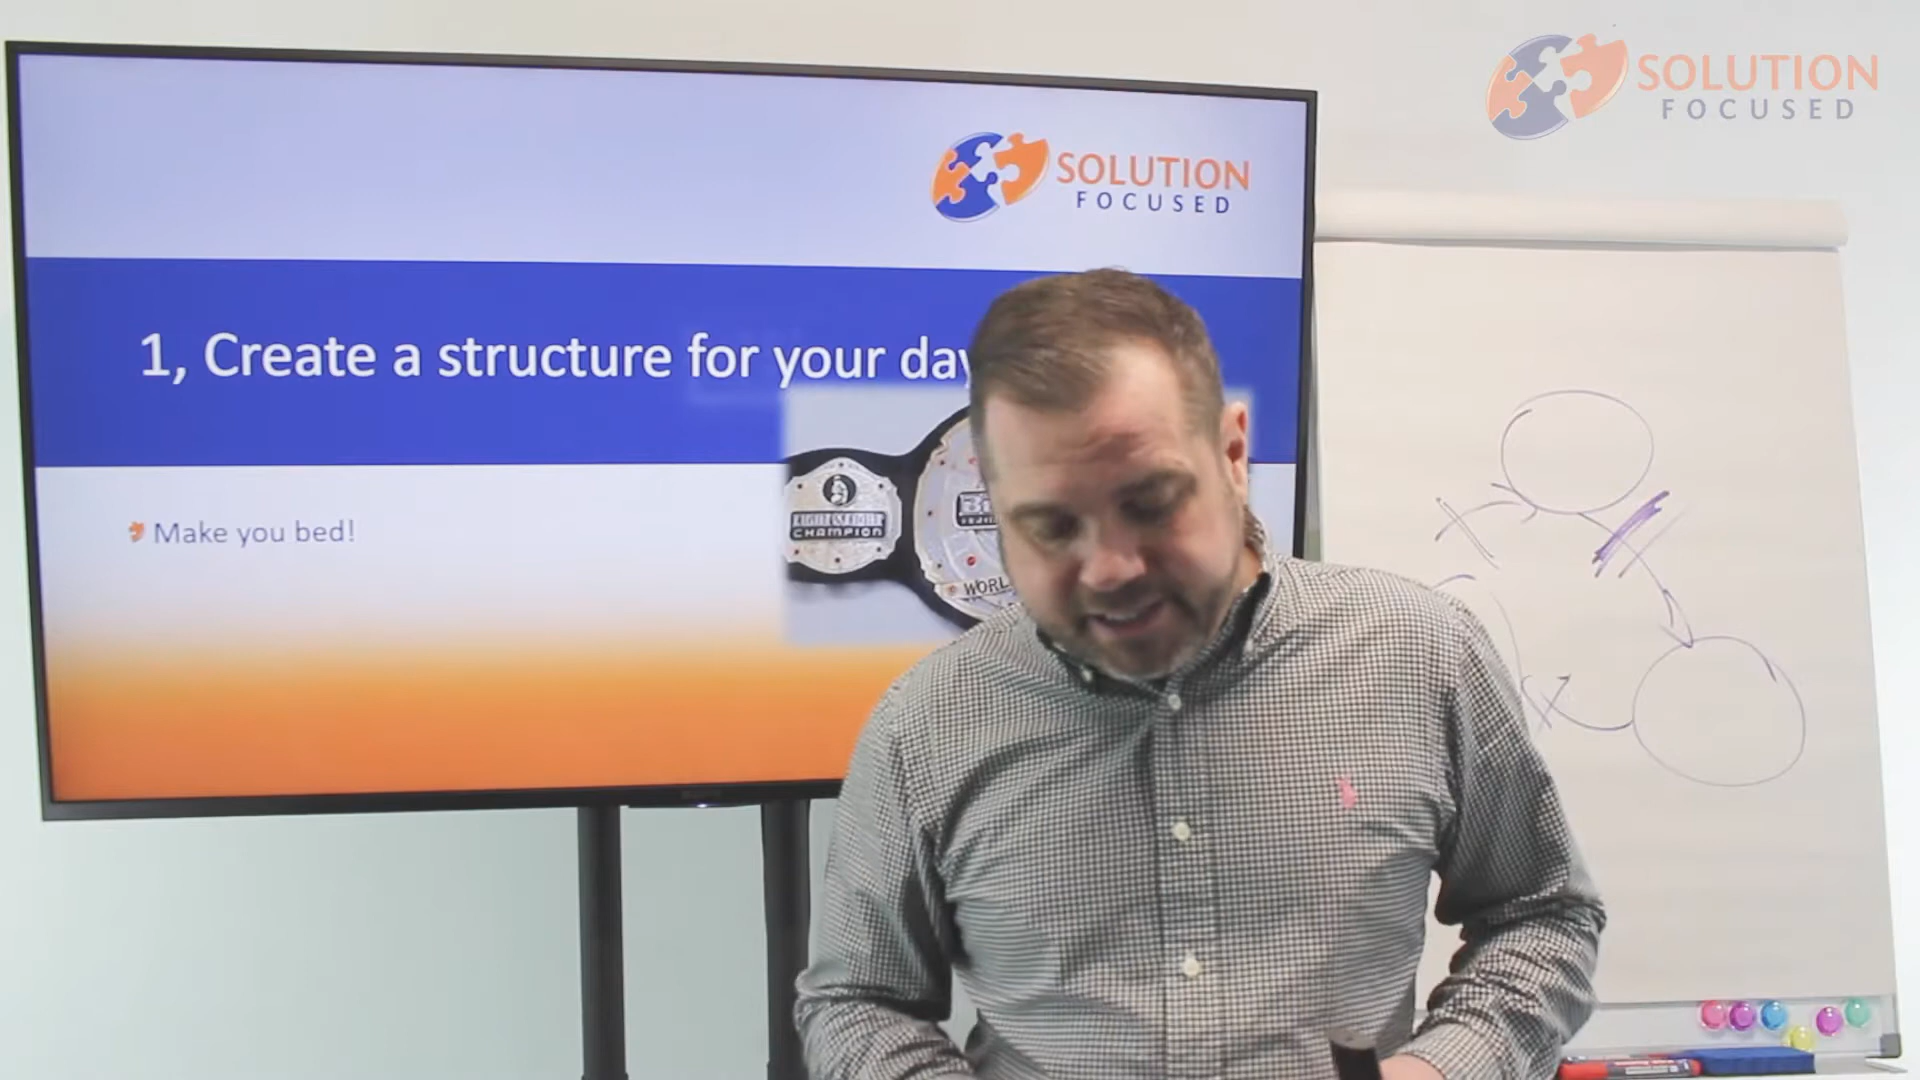 SOLUTION
FOCUSED
SOLUTION
FOCUSED
1, Create a structure for your day
Make you bed!
CHAMPION
WORL